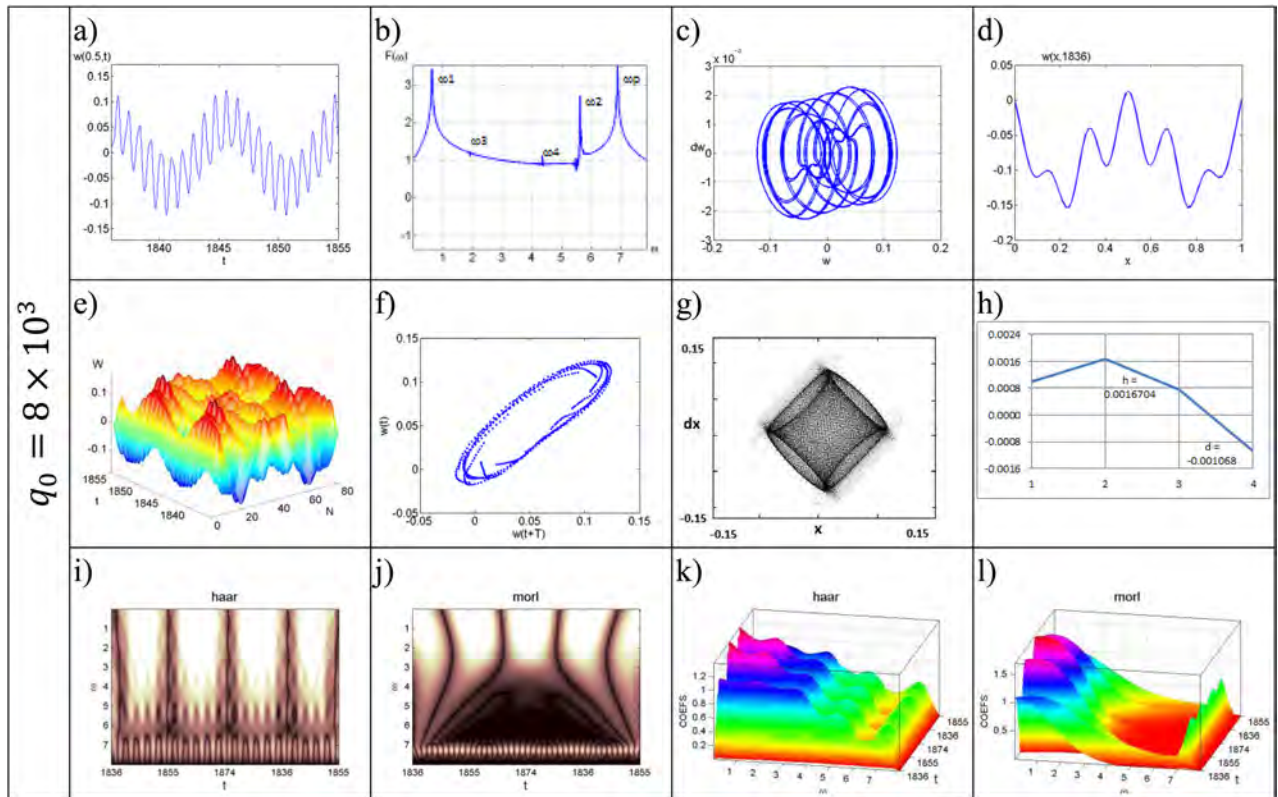 q₀ = 8 × 10³
a)
w(0.5,t)
0.15
0.1
0.05
0
-0.05
-0.1
-0.15
1840 1845 1850 1855
t
b)
F(ω)
3
2
1
0
-1
ω1
ω3
ω4
ω2
ωp
1 2 3 4 5 6 7
c)
x 10⁻³
3
2
1
dw 0
-1
-2
-3
-0.2 -0.1 0 0.1 0.2
w
d)
w(x,1836)
0.05
0
-0.05
-0.1
-0.15
-0.2
0 0.2 0.4 0.6 0.8 1
x
e)
W
0.1
0
-0.1
1855
1850
1845
1840
t
0 20 40 60 80
N
f)
0.15
0.1
w(t)
0.05
0
-0.05
-0.05 0 0.05 0.1 0.15
w(t+T)
g)
0.15
dx
-0.15
-0.15 x 0.15
h)
0.0024
0.0016
0.0008
0.0000
-0.0008
-0.0016
h =
0.0016704
d =
-0.001068
1 2 3 4
i)
haar
1
2
3
ω
4
5
6
7
1836 1855 1874 1836 1855
t
j)
morl
1
2
3
ω
4
5
6
7
1836 1855 1874 1836 1855
t
k)
haar
COEFS
1.2
1
0.8
0.6
0.4
0.2
1 2 3 4 5 6 7
ω
1855
1836
1874
1855
1836
t
l)
morl
COEFS
1.5
1
0.5
1 2 3 4 5 6 7
ω
1855
1836
1874
1855
1836
t